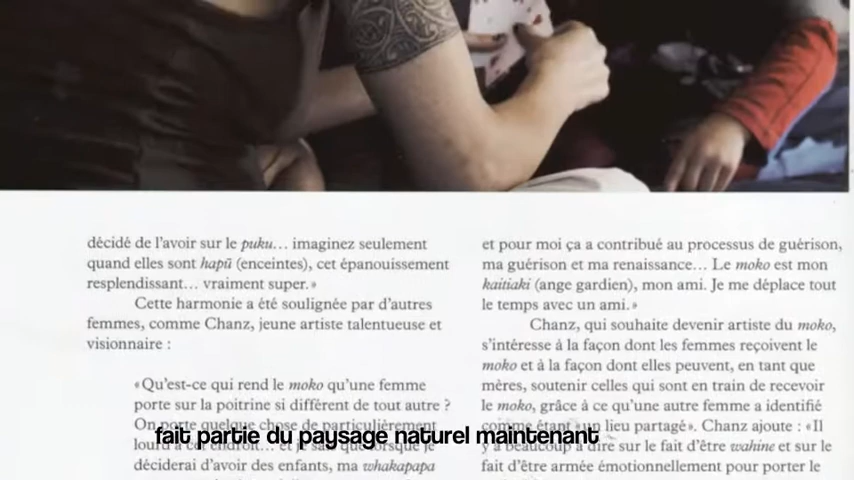 décidé de l'avoir sur le puku… imaginez seulement
quand elles sont hapū (enceintes), cet épanouissement
resplendissant… vraiment super. »
Cette harmonie a été soulignée par d'autres
femmes, comme Chanz, jeune artiste talentueuse et
visionnaire :
« Qu'est-ce qui rend le moko qu'une femme
porte sur la poitrine si différent de tout autre ?
On porte quelque chose de particulièrement
lourd à cet endroit… et je sais que lorsque je
déciderai d'avoir des enfants, ma whakapapa
et pour moi ça a contribué au processus de guérison,
ma guérison et ma renaissance… Le moko est mon
kaitiaki (ange gardien), mon ami. Je me déplace tout
le temps avec un ami. »
Chanz, qui souhaite devenir artiste du moko,
s'intéresse à la façon dont les femmes reçoivent le
moko et à la façon dont elles peuvent, en tant que
mères, soutenir celles qui sont en train de recevoir
le moko, grâce à ce qu'une autre femme a identifié
comme étant « un lieu partagé ». Chanz ajoute : « Il
y a beaucoup à dire sur le fait d'être wahine et sur le
fait d'être armée émotionnellement pour porter le
fait partie du paysage naturel maintenant